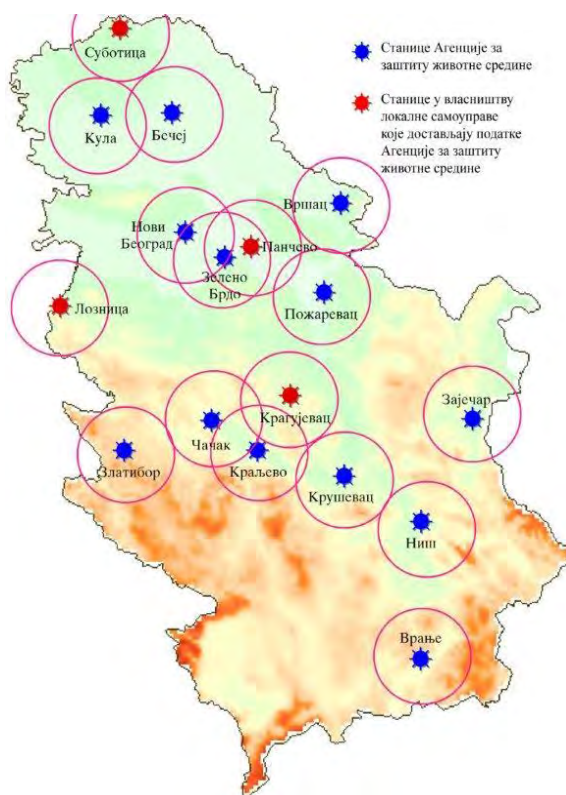 Суботица
Станице Агенције за
заштиту животне средине
Станице у власништву
локалне самоуправе
које достављају податке
Агенције за заштиту
животне средине
Кула
Бечеј
Вршац
Нови
Београд
Панчево
Зелено
Брдо
Пожаревац
Лозница
Крагујевац
Зајечар
Чачак
Златибор
Краљево
Крушевац
Ниш
Врање